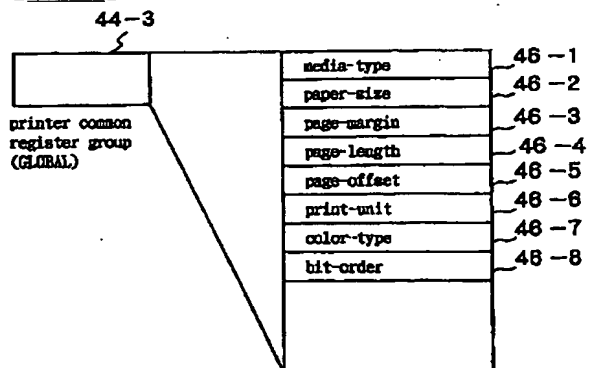 44-3
printer common
register group
(GLOBAL)
media-type 46-1
paper-size 46-2
page-margin 46-3
page-length 46-4
page-offset 46-5
print-unit 46-6
color-type 46-7
bit-order 46-8